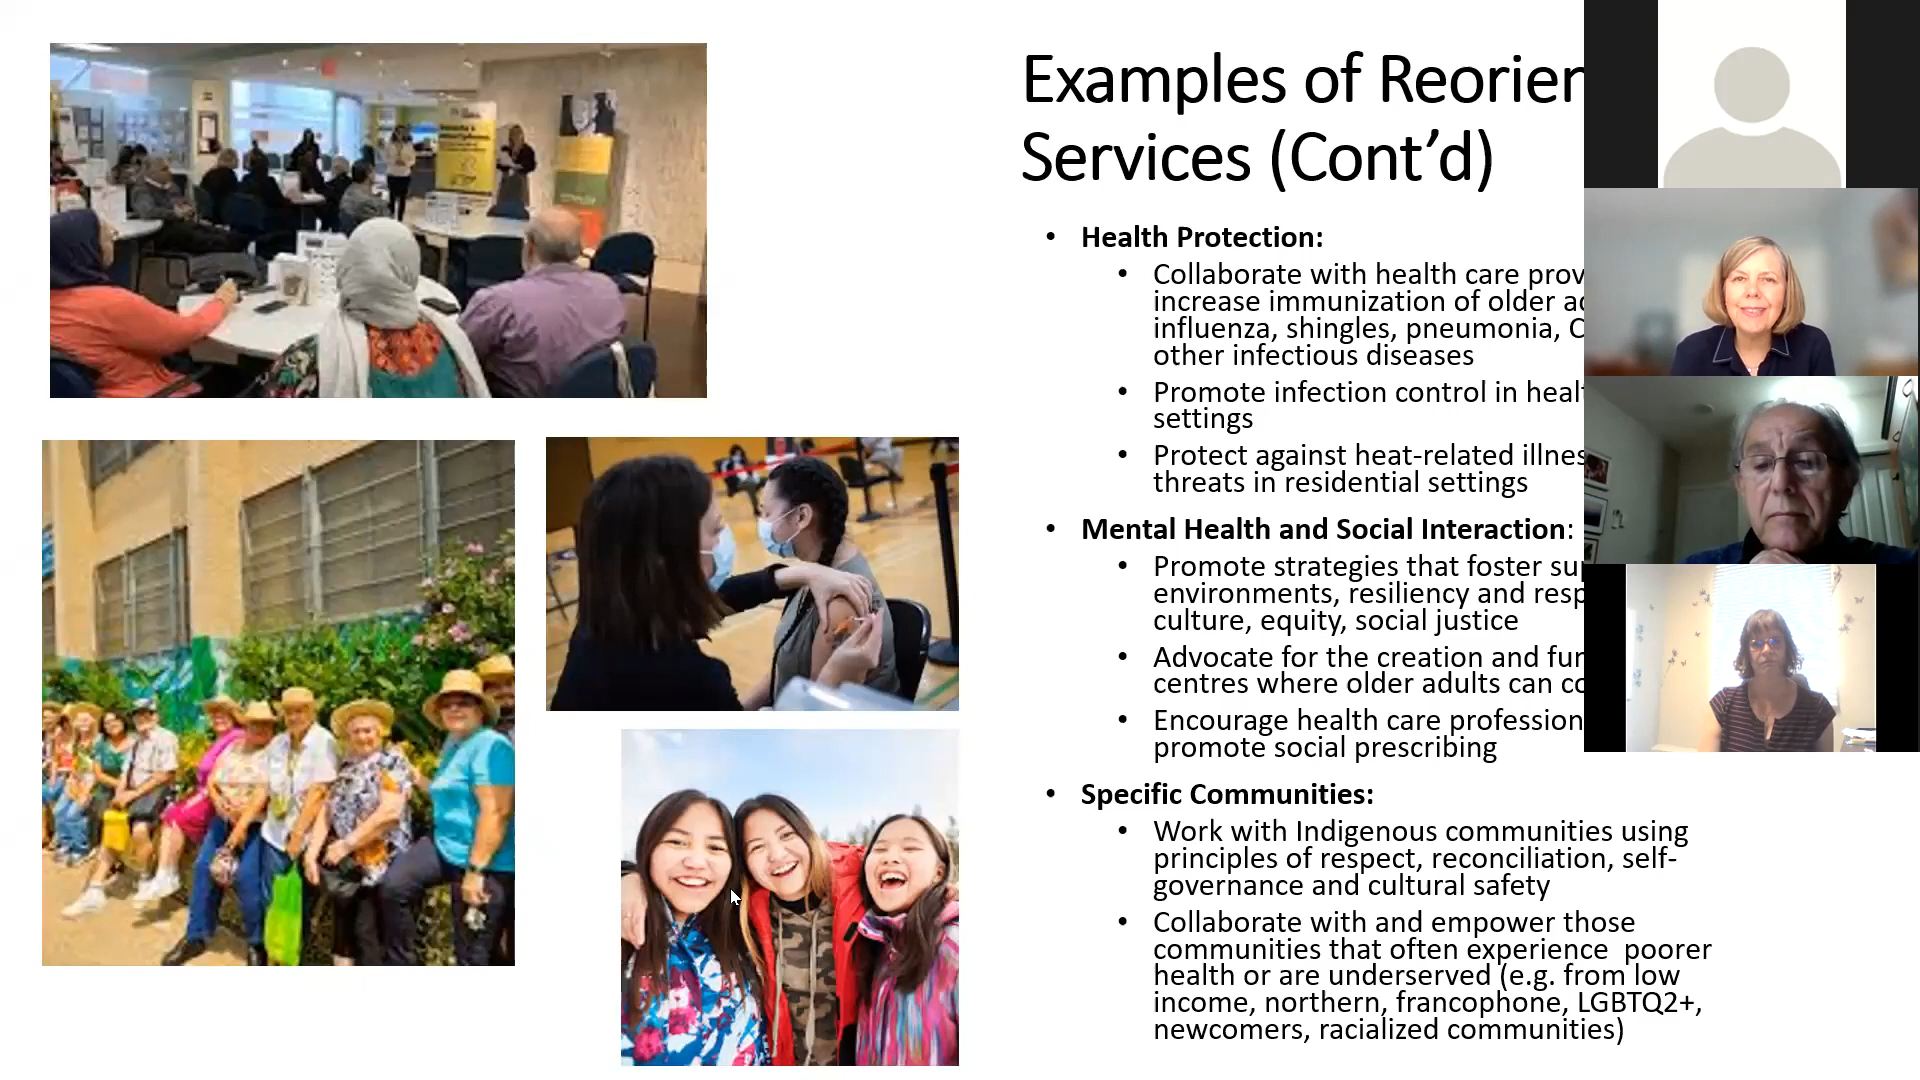 Examples of Reorien
Services (Cont’d)
• Health Protection:
• Collaborate with health care prov
increase immunization of older ad
influenza, shingles, pneumonia, C
other infectious diseases
• Promote infection control in healt
settings
• Protect against heat-related illnes
threats in residential settings
• Mental Health and Social Interaction:
• Promote strategies that foster sup
environments, resiliency and resp
culture, equity, social justice
• Advocate for the creation and fun
centres where older adults can co
• Encourage health care profession
promote social prescribing
• Specific Communities:
• Work with Indigenous communities using
principles of respect, reconciliation, self-
governance and cultural safety
• Collaborate with and empower those
communities that often experience  poorer
health or are underserved (e.g. from low
income, northern, francophone, LGBTQ2+,
newcomers, racialized communities)